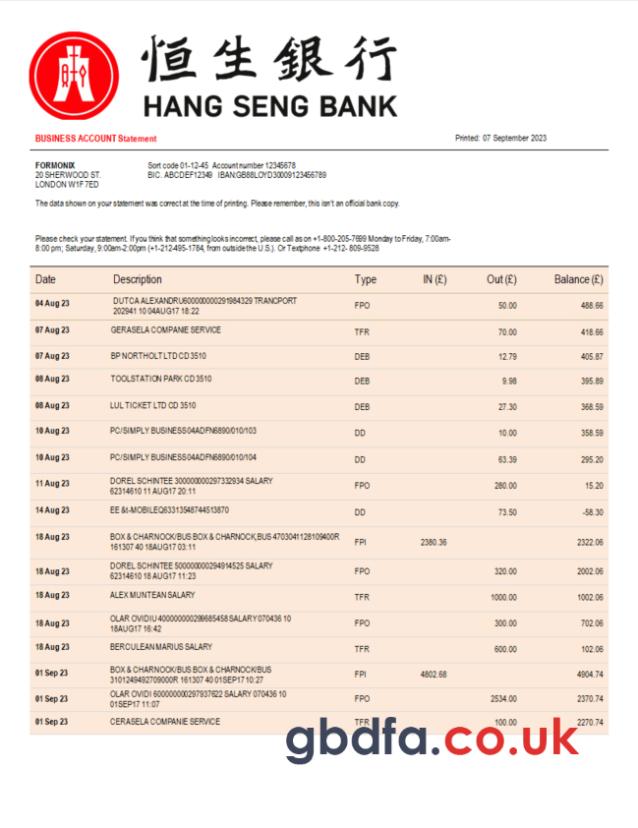 恒生銀行
HANG SENG BANK
BUSINESS ACCOUNT Statement Printed: 07 September 2023
FORMONIX Sort code 01-12-45 Account number 12345678
20 SHERWOOD ST. BIC. ABCDEF12349 IBAN:GB88LOYD30009123456789
LONDON W1F 7ED
The data shown on your statement was correct at the time of printing. Please remember, this isn't an official bank copy.
Please check your statement. If you think that something looks incorrect, please call as on +1-800-205-7699 Monday to Friday, 7:00am-
8:00 pm; Saturday, 9:00am-2:00pm (+1-212-495-1784, from outside the U.S.). Or Textphone +1-212- 809-9528
Date Description Type IN (£) Out (£) Balance (£)
04 Aug 23 DUTCA ALEXANDRU600000000291984329 TRANCPORT
202941 10 04AUG17 18:22 FPO 50.00 488.66
07 Aug 23 GERASELA COMPANIE SERVICE TFR 70.00 418.66
07 Aug 23 BP NORTHOLT LTD CD 3510 DEB 12.79 405.87
08 Aug 23 TOOLSTATION PARK CD 3510 DEB 9.98 395.89
08 Aug 23 LUL TICKET LTD CD 3510 DEB 27.30 368.59
10 Aug 23 PC/SIMPLY BUSINESS04ADFN6890/010/103 DD 10.00 358.59
10 Aug 23 PC/SIMPLY BUSINESS04ADFN6890/010/104 DD 63.39 295.20
11 Aug 23 DOREL SCHINTEE 300000000297332934 SALARY
62314610 11 AUG17 20:11 FPO 280.00 15.20
14 Aug 23 EE &t-MOBILEQ63313548744513870 DD 73.50 -58.30
18 Aug 23 BOX & CHARNOCK/BUS BOX & CHARNOCK,BUS 4703041128109400R
161307 40 18AUG17 03:11 FPI 2380.36 2322.06
18 Aug 23 DOREL SCHINTEE 500000000294914525 SALARY
62314610 18 AUG17 11:23 FPO 320.00 2002.06
18 Aug 23 ALEX MUNTEAN SALARY TFR 1000.00 1002.06
18 Aug 23 OLAR OVIDIU 400000000299685458 SALARY 070436 10
18AUG17 16:42 FPO 300.00 702.06
18 Aug 23 BERCULEAN MARIUS SALARY TFR 600.00 102.06
01 Sep 23 BOX & CHARNOCK/BUS BOX & CHARNOCK/BUS
3101249492709000R 161307 40 01SEP17 10:27 FPI 4802.68 4904.74
01 Sep 23 OLAR OVIDI 600000000297937622 SALARY 070436 10
01SEP17 11:07 FPO 2534.00 2370.74
01 Sep 23 CERASELA COMPANIE SERVICE TFR 100.00 2270.74
gbdfa.co.uk